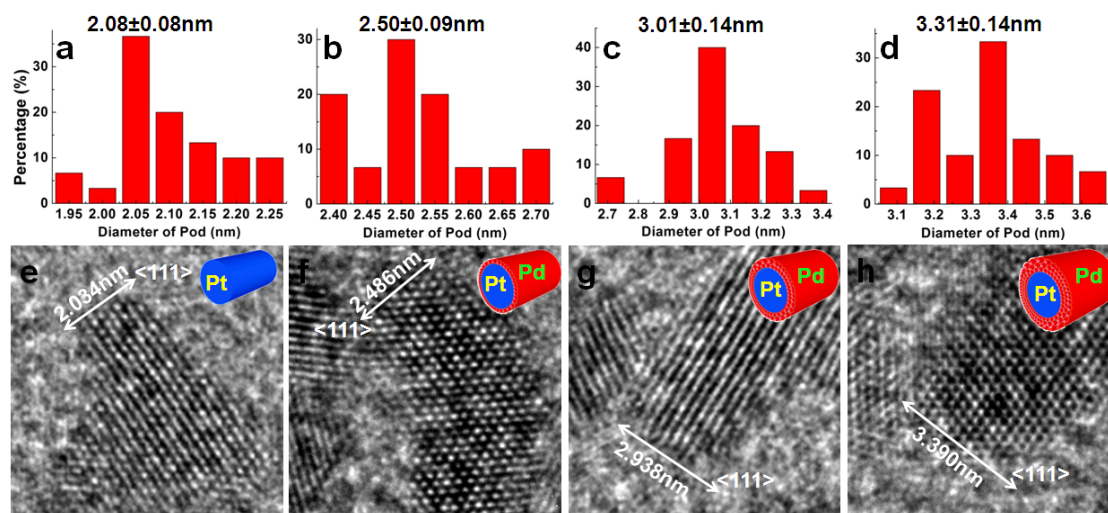 2.08±0.08nm
a
Percentage (%)
30
20
10
0
1.95 2.00 2.05 2.10 2.15 2.20 2.25
Diameter of Pod (nm)
2.50±0.09nm
b
30
20
10
0
2.40 2.45 2.50 2.55 2.60 2.65 2.70
Diameter of Pod (nm)
3.01±0.14nm
c
40
30
20
10
0
2.7 2.8 2.9 3.0 3.1 3.2 3.3 3.4
Diameter of Pod (nm)
3.31±0.14nm
d
30
20
10
0
3.1 3.2 3.3 3.4 3.5 3.6
Diameter of Pod (nm)
e
2.034nm
<111>
Pt
f
2.486nm
<111>
Pd
g
2.938nm
<111>
Pt
Pd
h
3.390nm
<111>
Pt
Pd
Pt